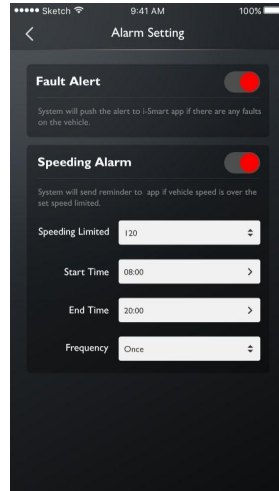 Sketch 9:41 AM 100%
Alarm Setting
Fault Alert
System will push the alert to i-Smart app if there are any faults
on the vehicle.
Speeding Alarm
System will send reminder to app if vehicle speed is over the
set speed limited.
Speeding Limited 120
Start Time 08:00
End Time 20:00
Frequency Once